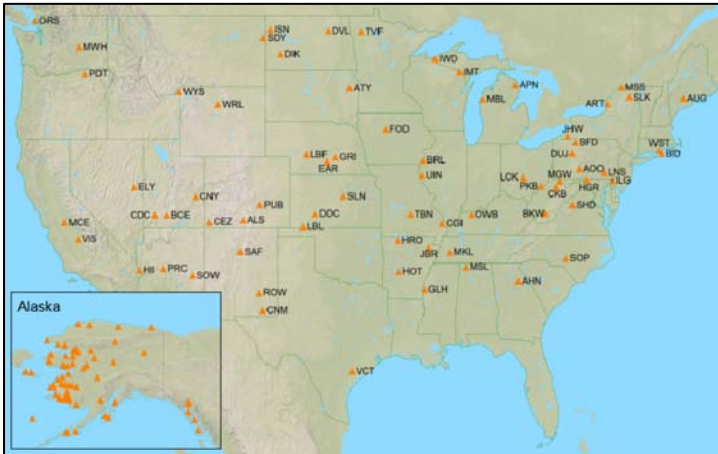 ORS
ISN
SDY
DVL
TVF
MWH
DIK
IWD
PDT
IMT
APN
MSS
WYS
ATY
MBL
SLK
AUG
WRL
ART
FOD
JHW
BFD
WST
LBF
GRI
DUJ
BID
EAR
BRL
AOO
LNS
UIN
LCK
MGW
ELY
PKB
CKB
HGR
ILG
CNY
SLN
PUB
SHD
CDC
BCE
DDC
TBN
OWB
BKW
MCE
CEZ
ALS
LBL
CGI
VIS
HRO
SAF
JBR
MKL
SOP
HII
PRC
SOW
HOT
MSL
AHN
ROW
GLH
Alaska
CNM
VCT